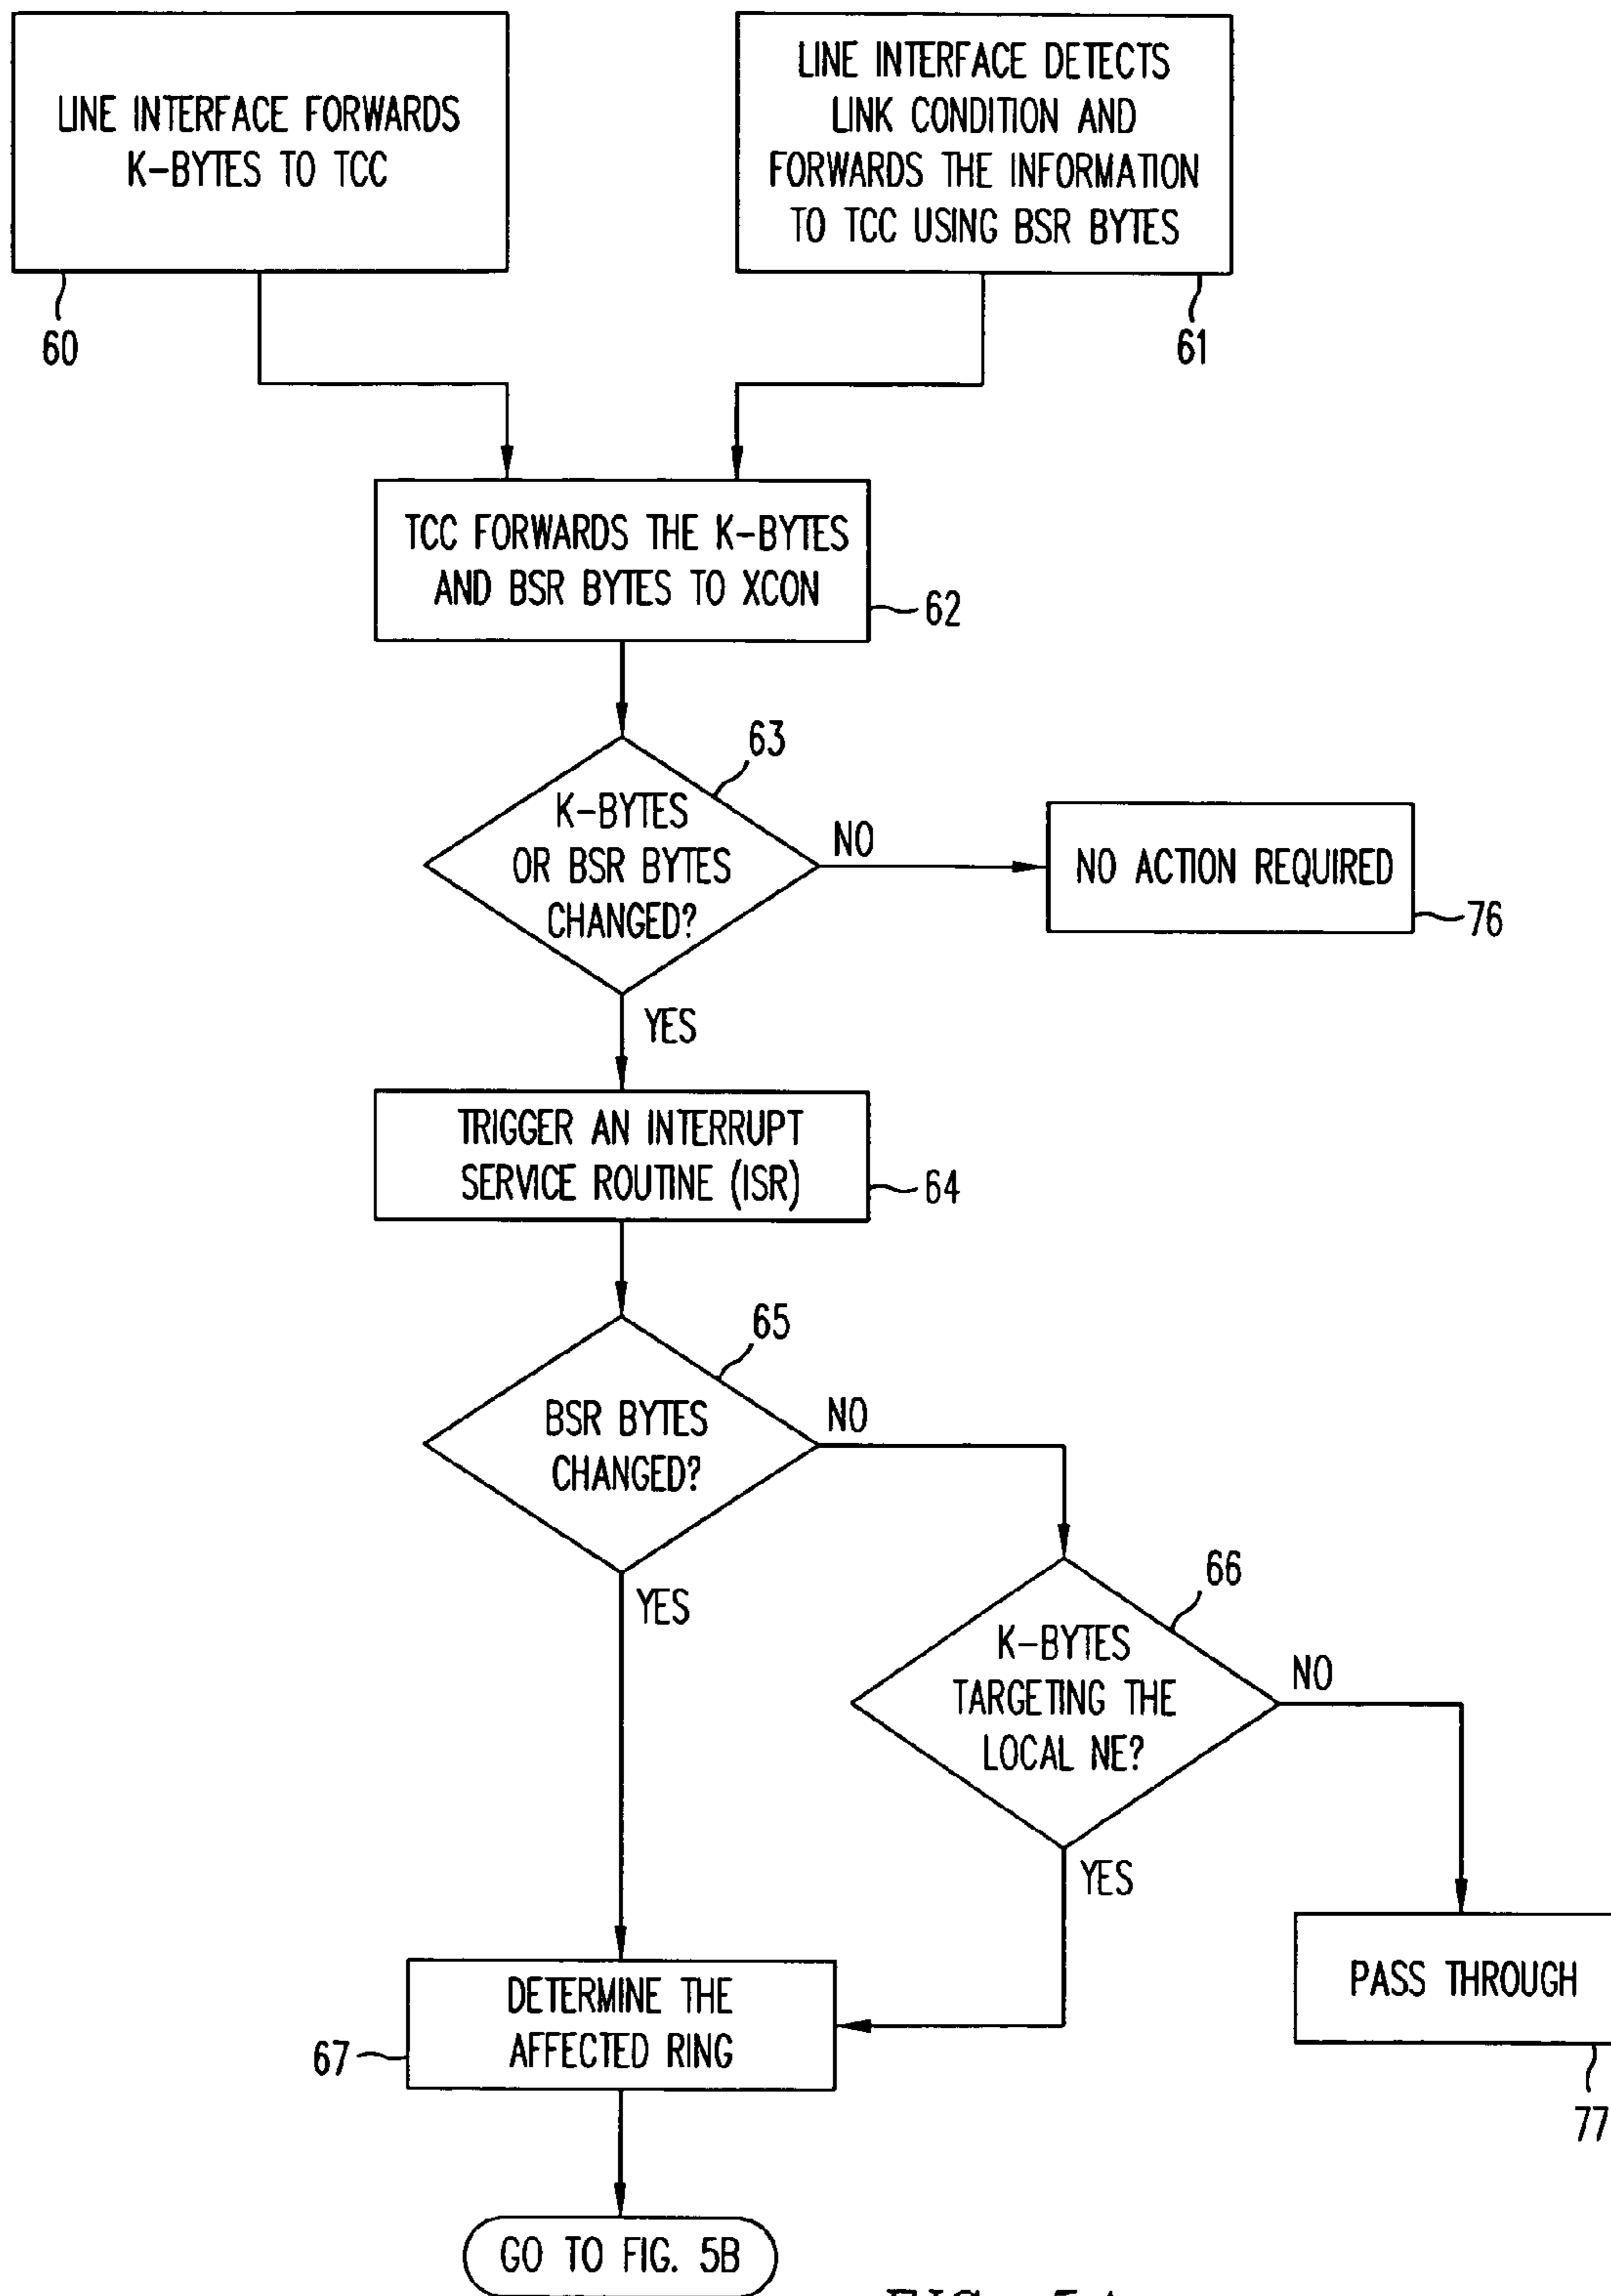 LINE INTERFACE FORWARDS
K-BYTES TO TCC
60
LINE INTERFACE DETECTS
LINK CONDITION AND
FORWARDS THE INFORMATION
TO TCC USING BSR BYTES
61
TCC FORWARDS THE K-BYTES
AND BSR BYTES TO XCON
62
63
K-BYTES
OR BSR BYTES
CHANGED?
NO
NO ACTION REQUIRED
76
YES
TRIGGER AN INTERRUPT
SERVICE ROUTINE (ISR)
64
65
BSR BYTES
CHANGED?
NO
YES
66
K-BYTES
TARGETING THE
LOCAL NE?
NO
YES
PASS THROUGH
77
DETERMINE THE
AFFECTED RING
67
GO TO FIG. 5B